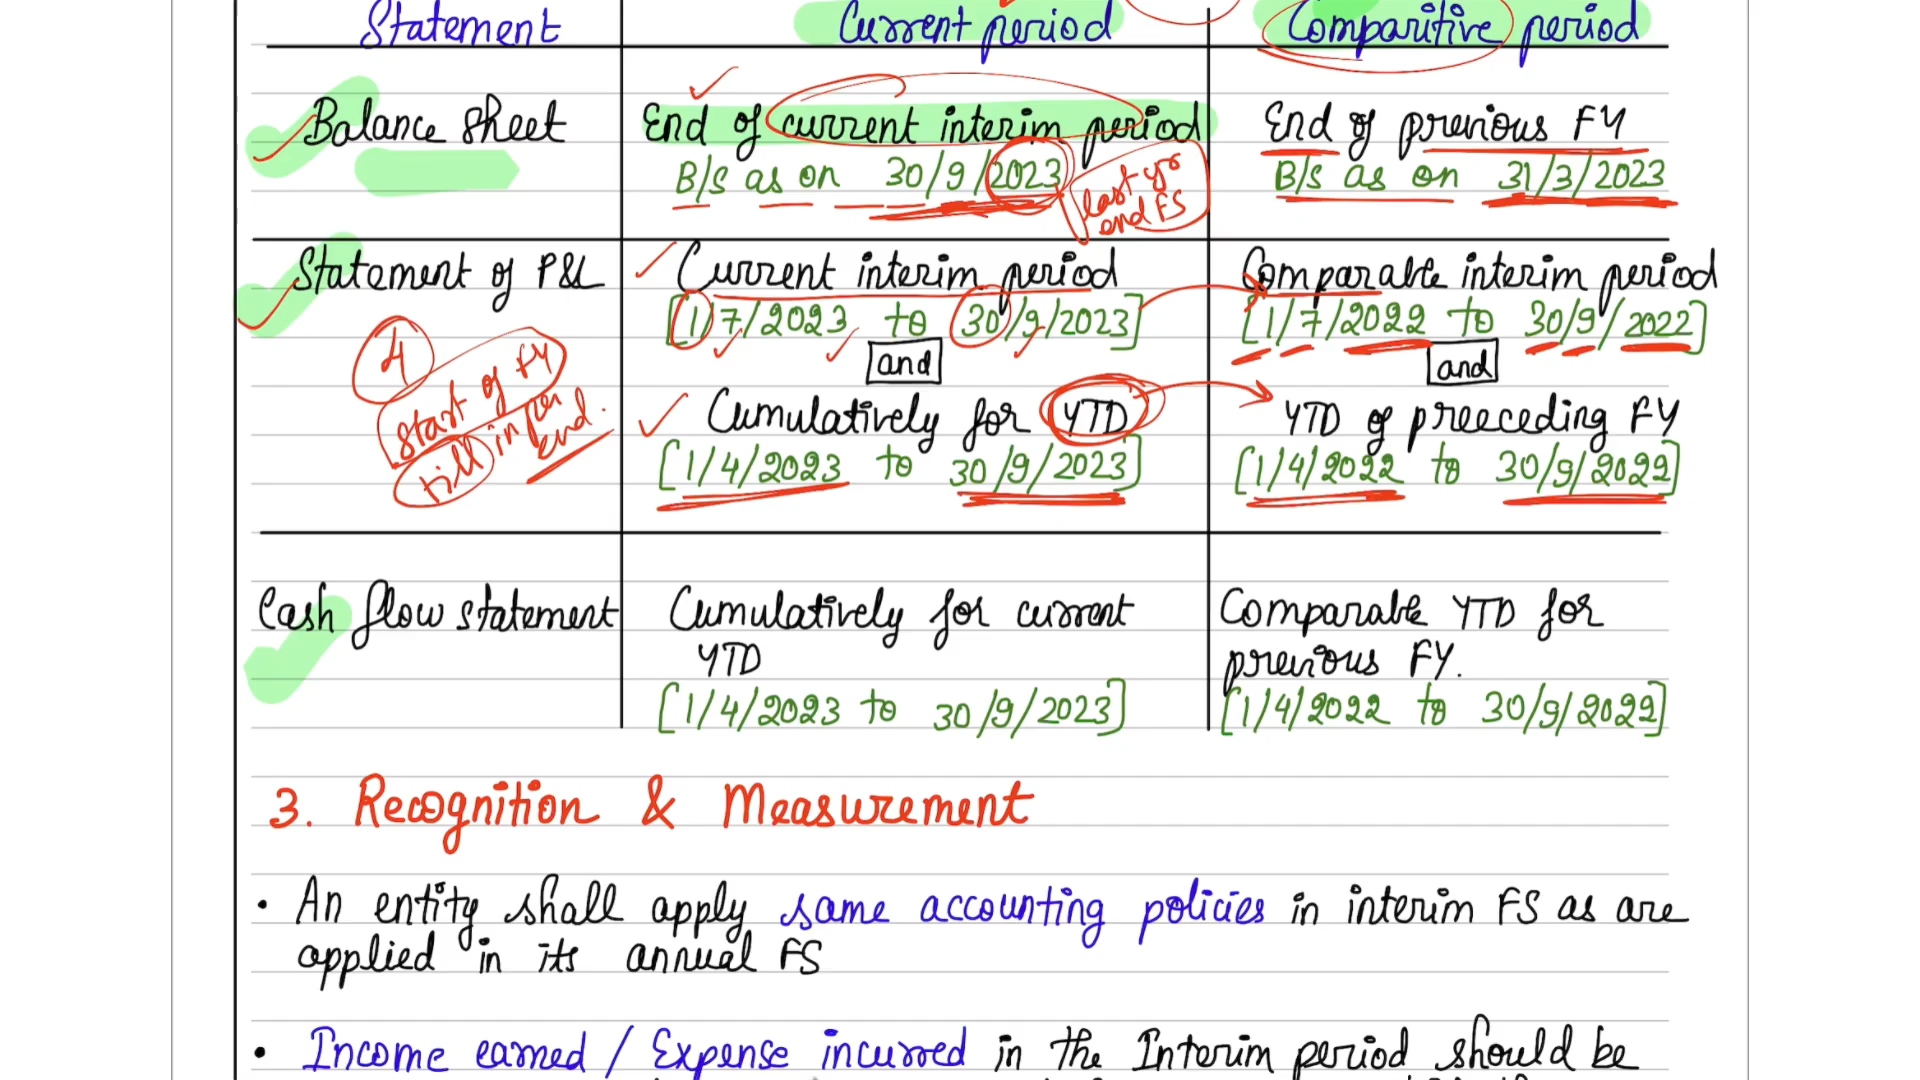 Statement Current period Comparitive period
Balance sheet End of current interim period End of previous FY
B/S as on 30/9/2023 B/S as on 31/3/2023
last yr
end FS
Statement of P&L Current interim period Comparable interim period
[1/7/2023 to 30/9/2023] [1/7/2022 to 30/9/2022]
and and
4
start of FY
till in per
end.
Cumulatively for YTD YTD of preeceding FY
[1/4/2023 to 30/9/2023] [1/4/2022 to 30/9/2022]
Cash flow statement Cumulatively for current Comparable YTD for
YTD previous FY.
[1/4/2023 to 30/9/2023] [1/4/2022 to 30/9/2022]
3. Recognition & Measurement
• An entity shall apply same accounting policies in interim FS as are
applied in its annual FS
• Income earned / Expense incurred in the Interim period should be